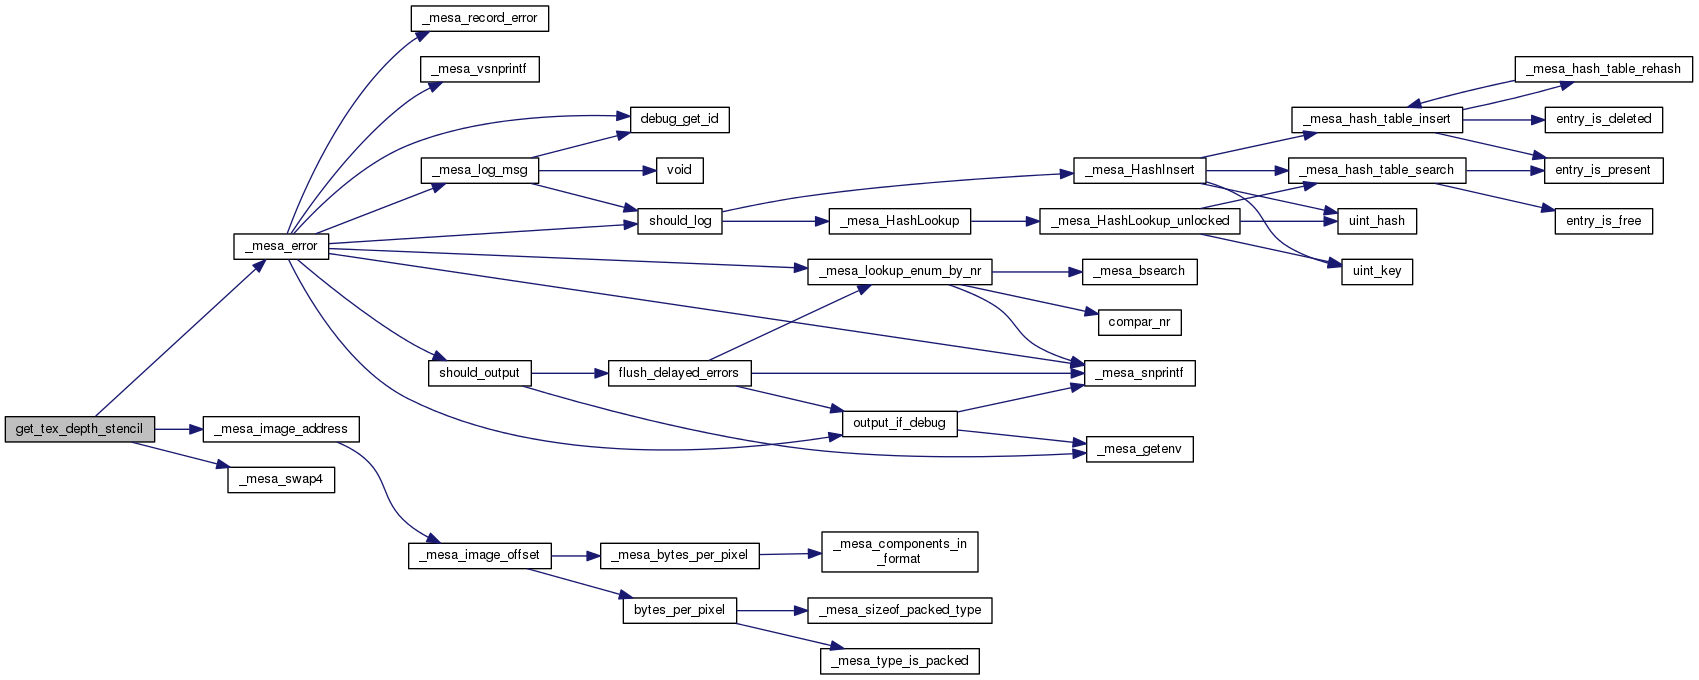 _mesa_record_error
_mesa_vsnprintf
_mesa_hash_table_rehash
debug_get_id
_mesa_hash_table_insert
entry_is_deleted
_mesa_log_msg
void
_mesa_HashInsert
_mesa_hash_table_search
entry_is_present
should_log
_mesa_HashLookup
_mesa_HashLookup_unlocked
uint_hash
entry_is_free
_mesa_error
_mesa_lookup_enum_by_nr
_mesa_bsearch
uint_key
compar_nr
should_output
flush_delayed_errors
_mesa_snprintf
get_tex_depth_stencil
_mesa_image_address
output_if_debug
_mesa_getenv
_mesa_swap4
_mesa_image_offset
_mesa_bytes_per_pixel
_mesa_components_in
_format
bytes_per_pixel
_mesa_sizeof_packed_type
_mesa_type_is_packed